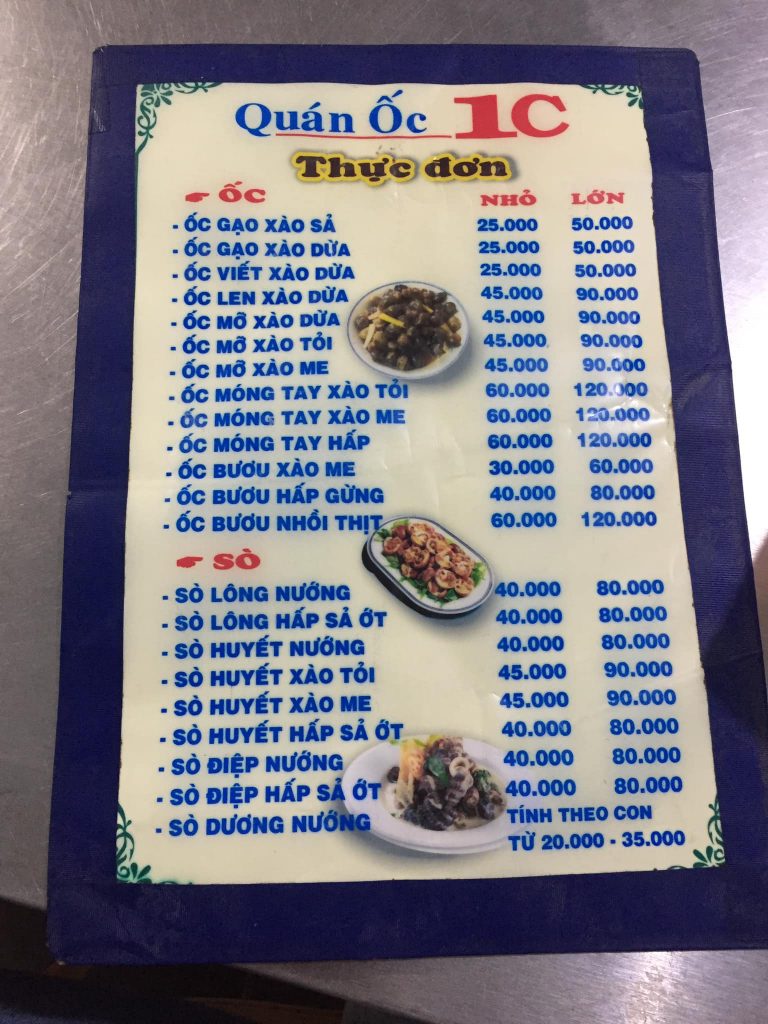 Quán Ốc 1C
Thực đơn
ỐC NHỎ LỚN
- ỐC GẠO XÀO SẢ 25.000 50.000
- ỐC GẠO XÀO DỪA 25.000 50.000
- ỐC VIẾT XÀO DỪA 25.000 50.000
- ỐC LEN XÀO DỪA 45.000 90.000
- ỐC MỠ XÀO DỪA 45.000 90.000
- ỐC MỠ XÀO TỎI 45.000 90.000
- ỐC MỠ XÀO ME 45.000 90.000
- ỐC MÓNG TAY XÀO TỎI 60.000 120.000
- ỐC MÓNG TAY XÀO ME 60.000 120.000
- ỐC MÓNG TAY HẤP 60.000 120.000
- ỐC BƯƠU XÀO ME 30.000 60.000
- ỐC BƯƠU HẤP GỪNG 40.000 80.000
- ỐC BƯƠU NHỒI THỊT 60.000 120.000
SÒ
- SÒ LÔNG NƯỚNG 40.000 80.000
- SÒ LÔNG HẤP SẢ ỚT 40.000 80.000
- SÒ HUYẾT NƯỚNG 40.000 80.000
- SÒ HUYẾT XÀO TỎI 45.000 90.000
- SÒ HUYẾT XÀO ME 45.000 90.000
- SÒ HUYẾT HẤP SẢ ỚT 40.000 80.000
- SÒ ĐIỆP NƯỚNG 40.000 80.000
- SÒ ĐIỆP HẤP SẢ ỚT 40.000 80.000
- SÒ DƯƠNG NƯỚNG TÍNH THEO CON
TỪ 20.000 - 35.000